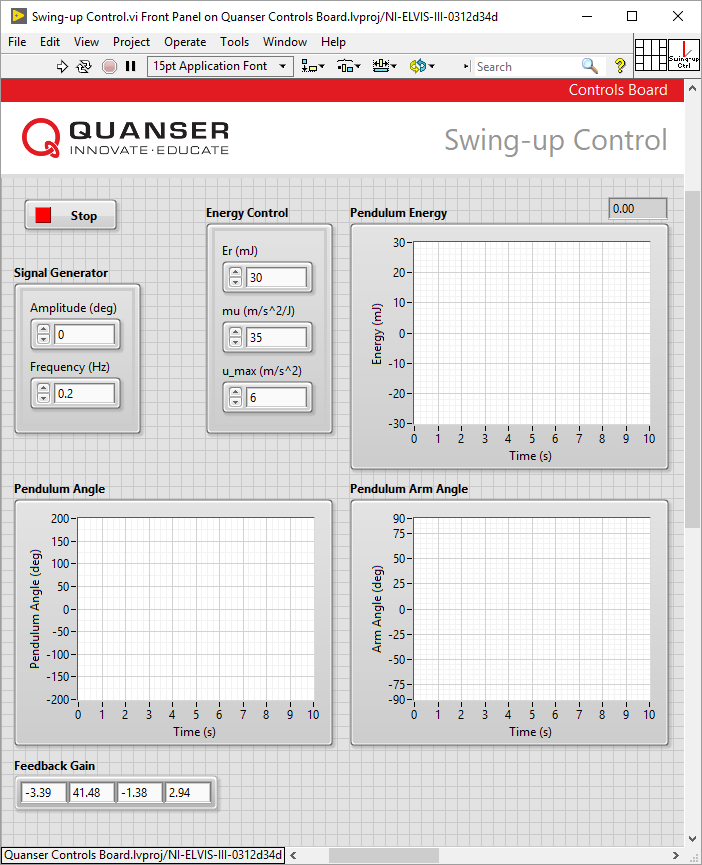 Swing-up Control.vi Front Panel on Quanser Controls Board.lvproj/NI-ELVIS-III-0312d34d
File Edit View Project Operate Tools Window Help
15pt Application Font
Search
?
Swing-up
Ctrl
Controls Board
QUANSER
INNOVATE·EDUCATE
Swing-up Control
Stop
Signal Generator
Amplitude (deg)
0
Frequency (Hz)
0.2
Energy Control
Er (mJ)
30
mu (m/s^2/J)
35
u_max (m/s^2)
6
Pendulum Energy
0.00
Energy (mJ)
30
20
10
0
-10
-20
-30
0 1 2 3 4 5 6 7 8 9 10
Time (s)
Pendulum Angle
Pendulum Angle (deg)
200
150
100
50
0
-50
-100
-150
-200
0 1 2 3 4 5 6 7 8 9 10
Time (s)
Pendulum Arm Angle
Arm Angle (deg)
90
75
50
25
0
-25
-50
-75
-90
0 1 2 3 4 5 6 7 8 9 10
Time (s)
Feedback Gain
-3.39 41.48 -1.38 2.94
Quanser Controls Board.lvproj/NI-ELVIS-III-0312d34d